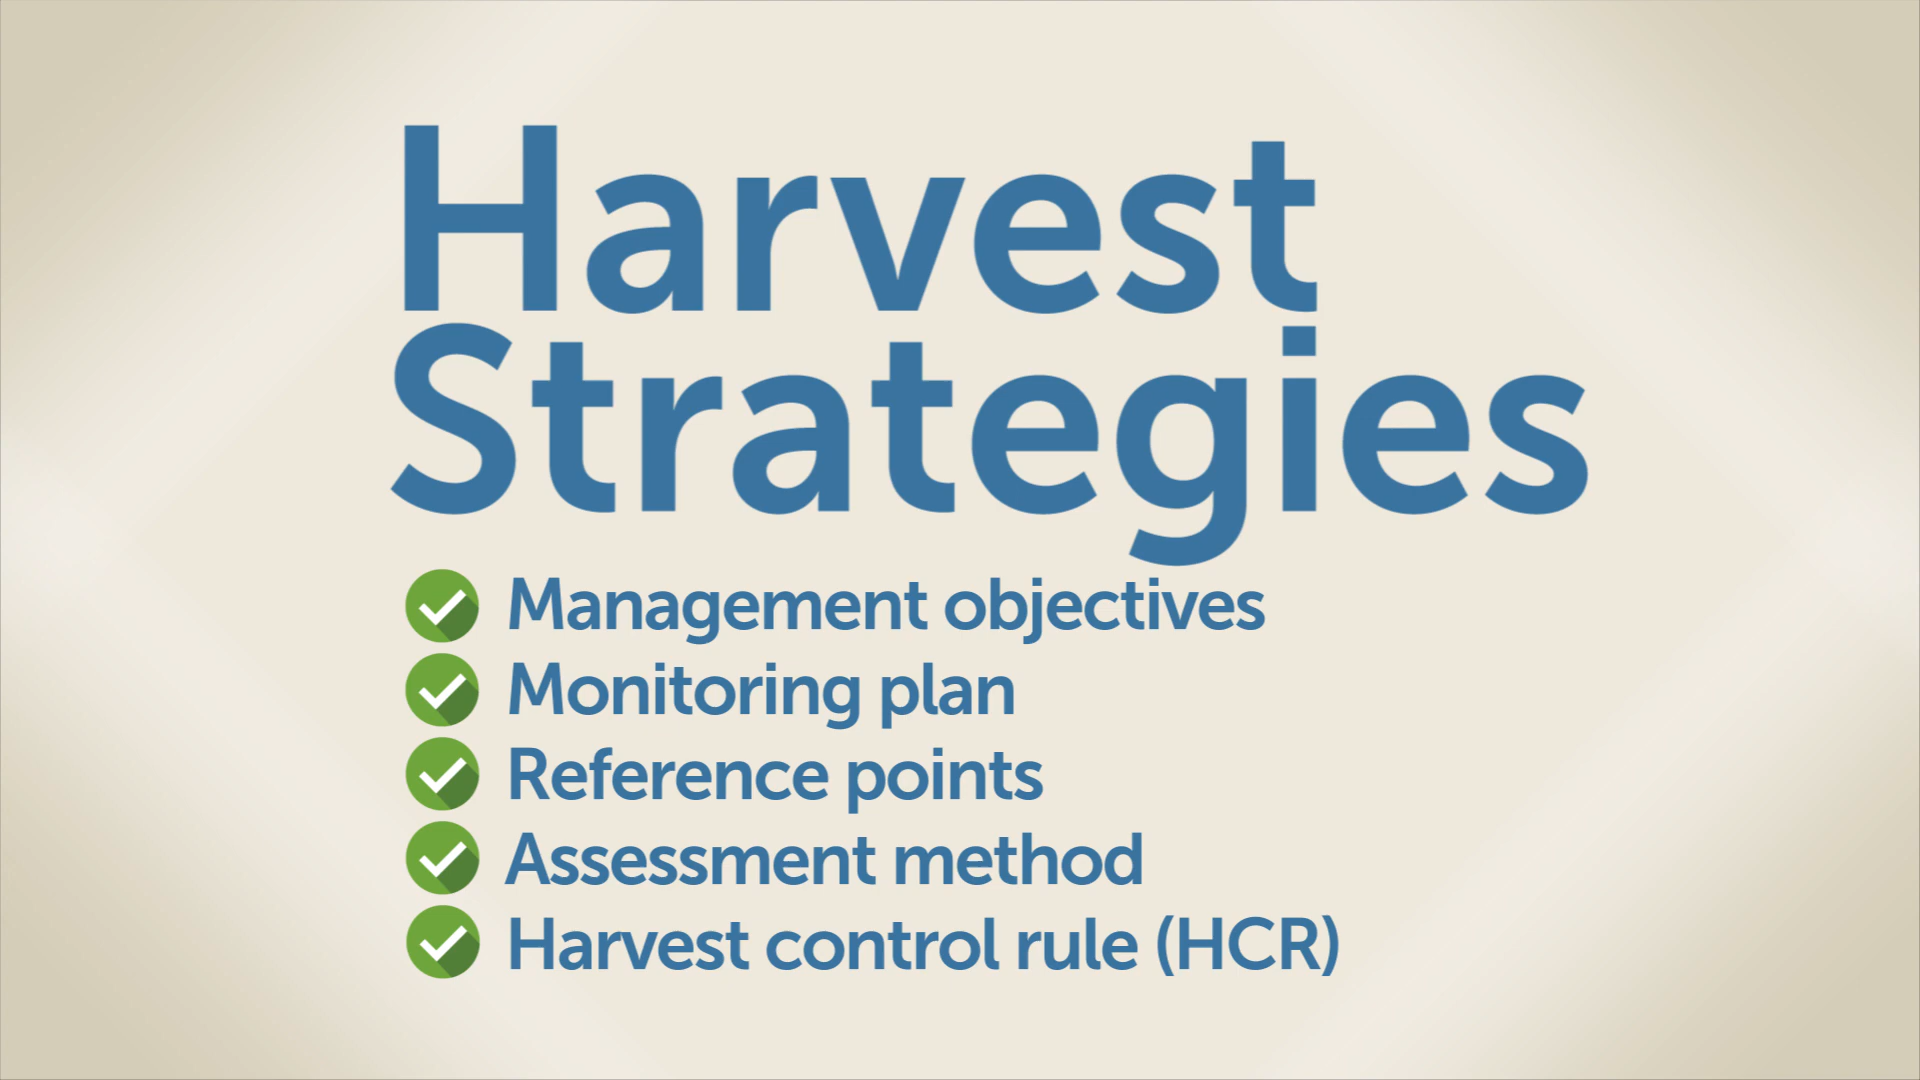 Harvest
Strategies
Management objectives
Monitoring plan
Reference points
Assessment method
Harvest control rule (HCR)